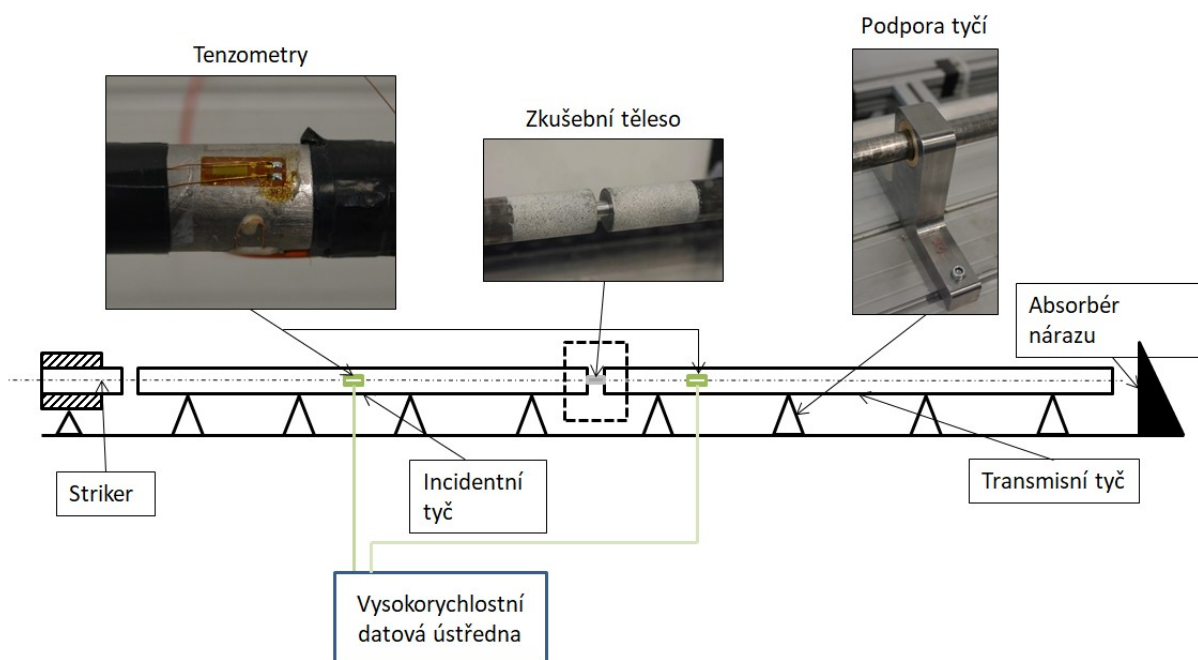 Podpora tyčí
Tenzometry
Zkušební těleso
Absorbér
nárazu
Striker
Incidentní
tyč
Transmisní tyč
Vysokorychlostní
datová ústředna